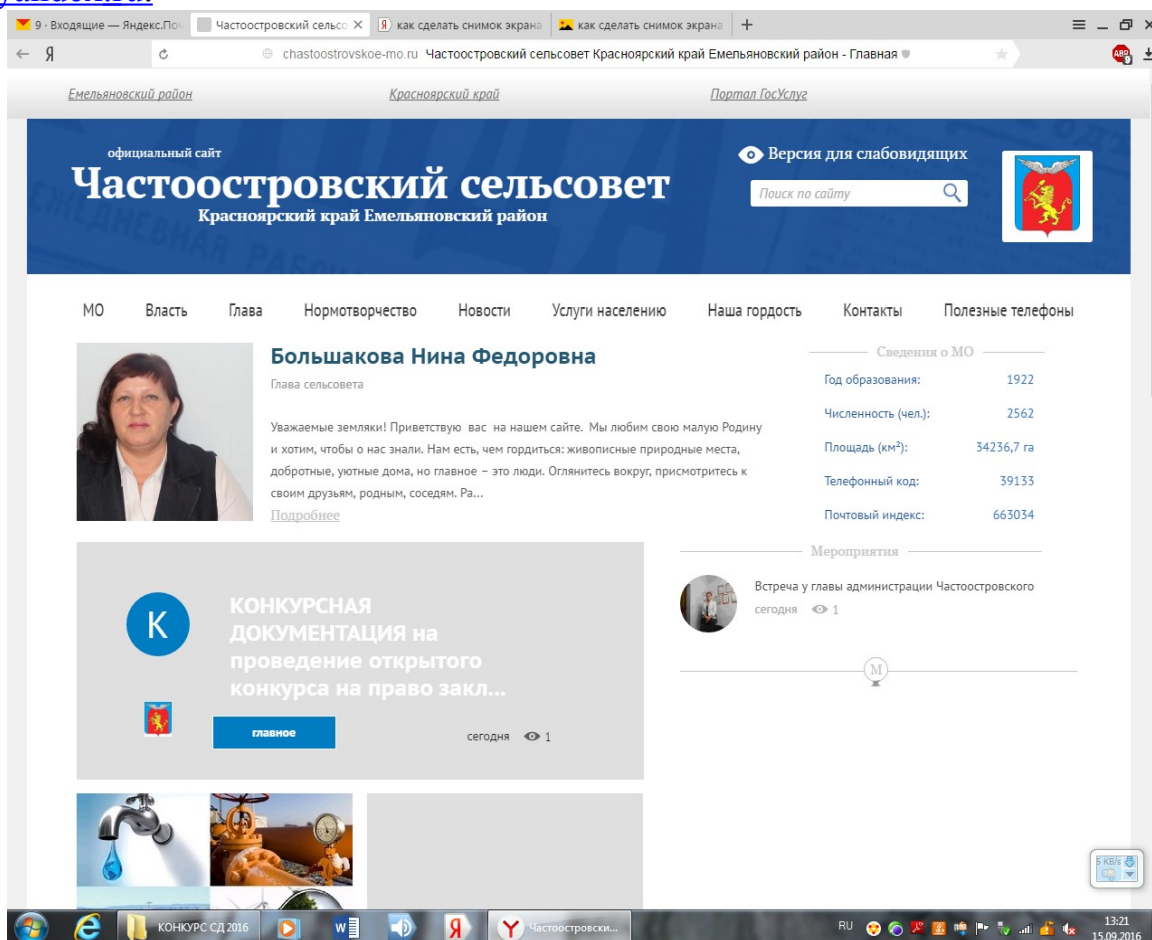 yandex.ru
9 · Входящие — Яндекс.Поч
Частоостровский сельсо
как сделать снимок экрана
как сделать снимок экрана
Я
chastoostrovskoe-mo.ru Частоостровский сельсовет Красноярский край Емельяновский район - Главная
ABP
9
Емельяновский район
Красноярский край
Портал ГосУслуг
официальный сайт
Частоостровский сельсовет
Красноярский край Емельяновский район
Версия для слабовидящих
Поиск по сайту
МО Власть Глава Нормотворчество Новости Услуги населению Наша гордость Контакты Полезные телефоны
Большакова Нина Федоровна
Глава сельсовета
Уважаемые земляки! Приветствую вас на нашем сайте. Мы любим свою малую Родину
и хотим, чтобы о нас знали. Нам есть, чем гордиться: живописные природные места,
добротные, уютные дома, но главное – это люди. Оглянитесь вокруг, присмотритесь к
своим друзьям, родным, соседям. Ра...
Подробнее
Сведения о МО
Год образования: 1922
Численность (чел.): 2562
Площадь (км²): 34236,7 га
Телефонный код: 39133
Почтовый индекс: 663034
Мероприятия
Встреча у главы администрации Частоостровского
сегодня 1
М
К
КОНКУРСНАЯ
ДОКУМЕНТАЦИЯ на
проведение открытого
конкурса на право закл...
главное
сегодня 1
5 KB/s
КОНКУРС СД 2016
Частоостровски...
RU
13:21
15.09.2016